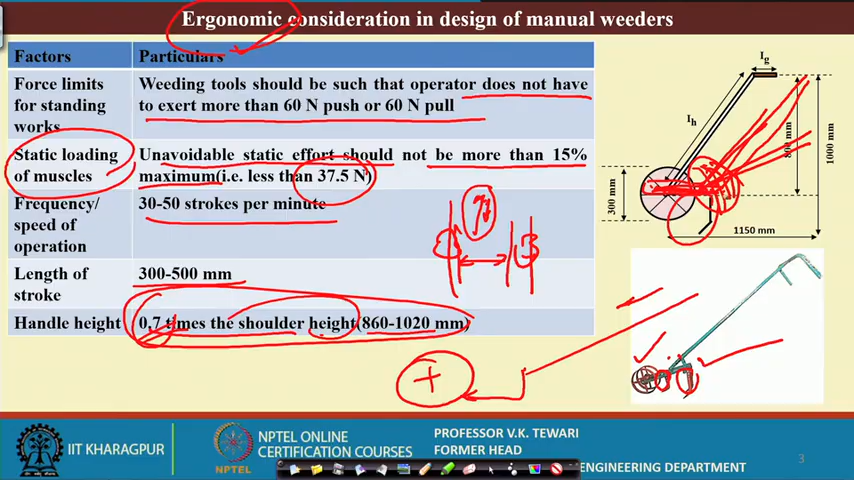 Ergonomic consideration in design of manual weeders
Factors Particulars
Force limits for standing works
Weeding tools should be such that operator does not have
to exert more than 60 N push or 60 N pull
Static loading of muscles
Unavoidable static effort should not be more than 15%
maximum(i.e. less than 37.5 N)
Frequency/ speed of operation
30-50 strokes per minute
Length of stroke
300-500 mm
Handle height 0.7 times the shoulder height(860-1020 mm)
Ig
Ih
1000 mm
300 mm
1150 mm
IIT KHARAGPUR
NPTEL
NPTEL ONLINE
CERTIFICATION COURSES
PROFESSOR V.K. TEWARI
FORMER HEAD
ENGINEERING DEPARTMENT
3